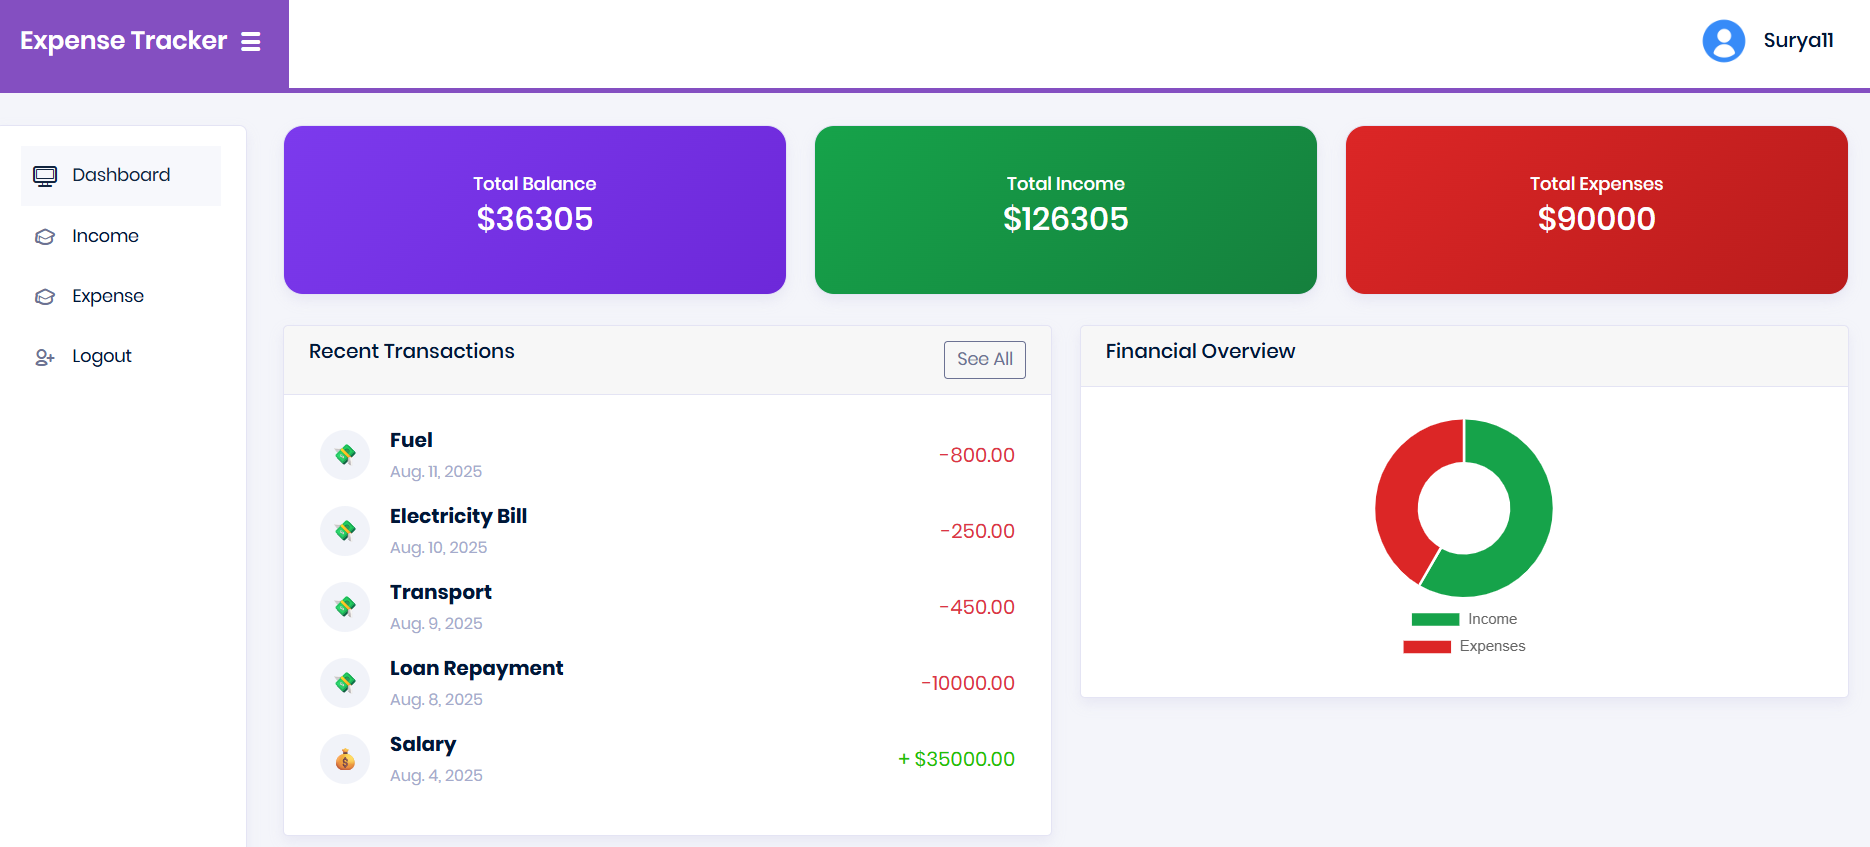 Expense Tracker
Surya11
Dashboard
Income
Expense
Logout
Total Balance
$36305
Total Income
$126305
Total Expenses
$90000
Recent Transactions
See All
Fuel
Aug. 11, 2025
-800.00
Electricity Bill
Aug. 10, 2025
-250.00
Transport
Aug. 9, 2025
-450.00
Loan Repayment
Aug. 8, 2025
-10000.00
Salary
Aug. 4, 2025
+ $35000.00
Financial Overview
Income
Expenses